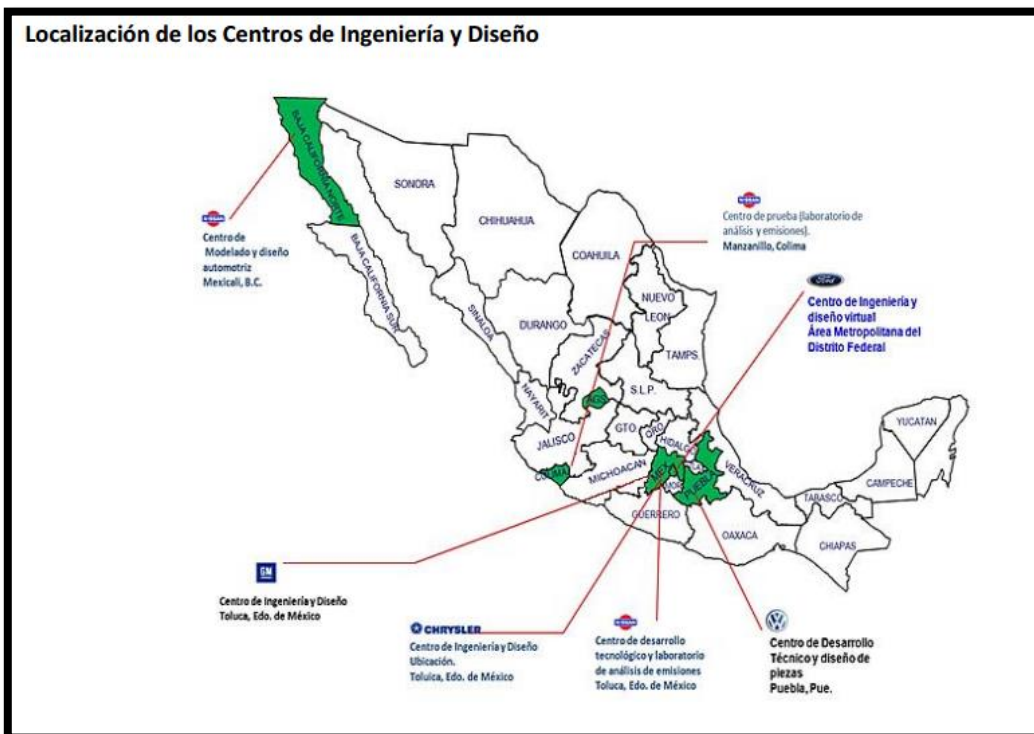 Localización de los Centros de Ingeniería y Diseño
BAJA CALIFORNIA NORTE
SONORA
CHIHUAHUA
COAHUILA
NISSAN
Centro de prueba (laboratorio de
análisis y emisiones).
Manzanillo, Colima
NISSAN
Centro de
Modelado y diseño
automotriz
Mexicali, B.C.
BAJA CALIFORNIA SUR
SINALOA
DURANGO
NUEVO
LEON
Ford
Centro de Ingeniería y
diseño virtual
Área Metropolitana del
Distrito Federal
ZACATECAS
TAMPS.
NAYARIT
AGS
S.L.P.
JALISCO
GTO
QRO
HIDALGO
COLIMA
MICHOACAN
MEX
MOR
PUEBLA
VERACRUZ
YUCATAN
CAMPECHE
TABASCO
GUERRERO
OAXACA
CHIAPAS
GM
Centro de Ingeniería y Diseño
Toluca, Edo. de México
CHRYSLER
Centro de Ingeniería y Diseño
Ubicación.
Toluica, Edo. de México
NISSAN
Centro de desarrollo
tecnológico y laboratorio
de análisis de emisiones
Toluca, Edo. de México
Centro de Desarrollo
Técnico y diseño de
piezas
Puebla, Pue.